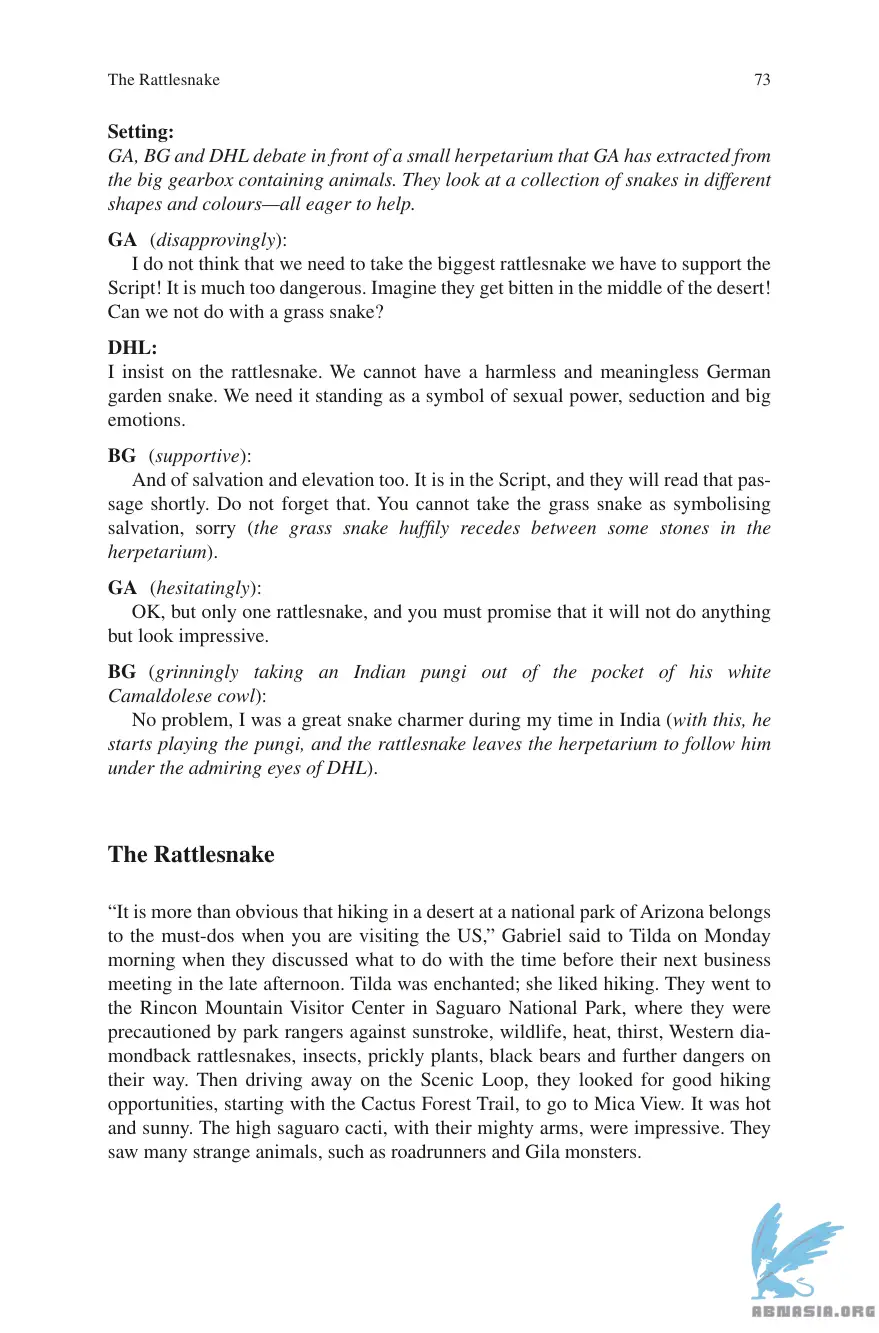 The Rattlesnake 73
Setting:
GA, BG and DHL debate in front of a small herpetarium that GA has extracted from
the big gearbox containing animals. They look at a collection of snakes in different
shapes and colours—all eager to help.
GA (disapprovingly):
I do not think that we need to take the biggest rattlesnake we have to support the
Script! It is much too dangerous. Imagine they get bitten in the middle of the desert!
Can we not do with a grass snake?
DHL:
I insist on the rattlesnake. We cannot have a harmless and meaningless German
garden snake. We need it standing as a symbol of sexual power, seduction and big
emotions.
BG (supportive):
And of salvation and elevation too. It is in the Script, and they will read that pas-
sage shortly. Do not forget that. You cannot take the grass snake as symbolising
salvation, sorry (the grass snake huffily recedes between some stones in the
herpetarium).
GA (hesitatingly):
OK, but only one rattlesnake, and you must promise that it will not do anything
but look impressive.
BG (grinningly taking an Indian pungi out of the pocket of his white
Camaldolese cowl):
No problem, I was a great snake charmer during my time in India (with this, he
starts playing the pungi, and the rattlesnake leaves the herpetarium to follow him
under the admiring eyes of DHL).
The Rattlesnake
“It is more than obvious that hiking in a desert at a national park of Arizona belongs
to the must-dos when you are visiting the US,” Gabriel said to Tilda on Monday
morning when they discussed what to do with the time before their next business
meeting in the late afternoon. Tilda was enchanted; she liked hiking. They went to
the Rincon Mountain Visitor Center in Saguaro National Park, where they were
precautioned by park rangers against sunstroke, wildlife, heat, thirst, Western dia-
mondback rattlesnakes, insects, prickly plants, black bears and further dangers on
their way. Then driving away on the Scenic Loop, they looked for good hiking
opportunities, starting with the Cactus Forest Trail, to go to Mica View. It was hot
and sunny. The high saguaro cacti, with their mighty arms, were impressive. They
saw many strange animals, such as roadrunners and Gila monsters.
ABNASIA.ORG